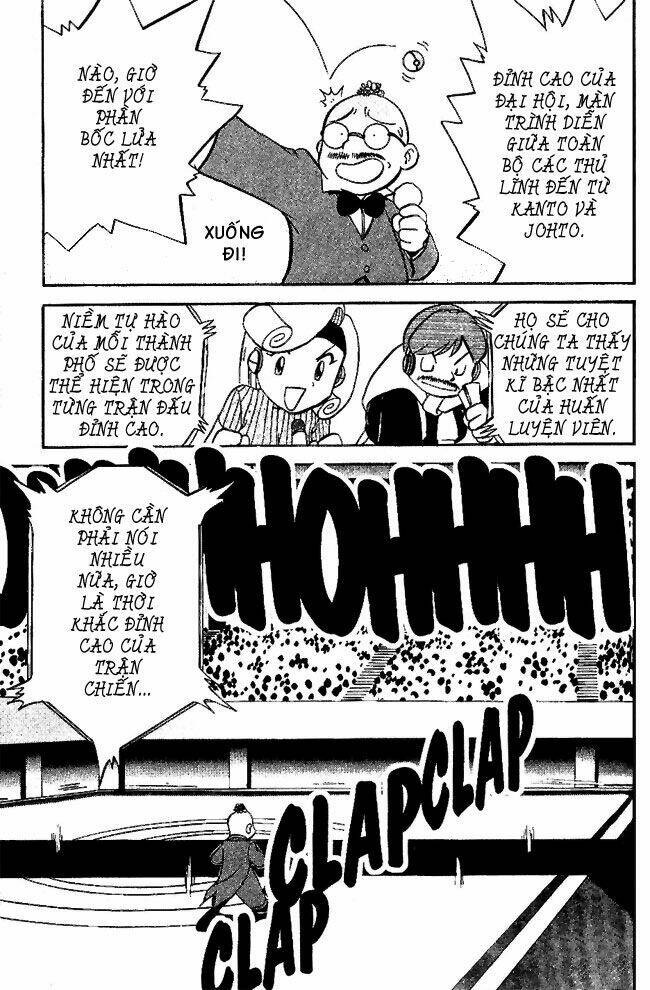 ĐỈNH CAO CỦA
ĐẠI HỘI, MÀN
TRÌNH DIỄN
GIỮA TOÀN
BỘ CÁC THỦ
LĨNH ĐẾN TỪ
KANTO VÀ
JOHTO.
NÀO, GIỜ
ĐẾN VỚI
PHẦN
BỐC LỬA
NHẤT!
XUỐNG
ĐI!
HỌ SẼ CHO
CHÚNG TA THẤY
NHỮNG TUYỆT
KĨ BẬC NHẤT
CỦA HUẤN
LUYỆN VIÊN.
NIỀM TỰ HÀO
CỦA MỖI THÀNH
PHỐ SẼ ĐƯỢC
THỂ HIỆN TRONG
TỪNG TRẬN ĐẤU
ĐỈNH CAO.
KHÔNG CẦN
PHẢI NÓI
NHIỀU
NỮA, GIỜ
LÀ THỜI
KHẮC ĐỈNH
CAO CỦA
TRẬN
CHIẾN...
CLAP
CLAP
CLAP